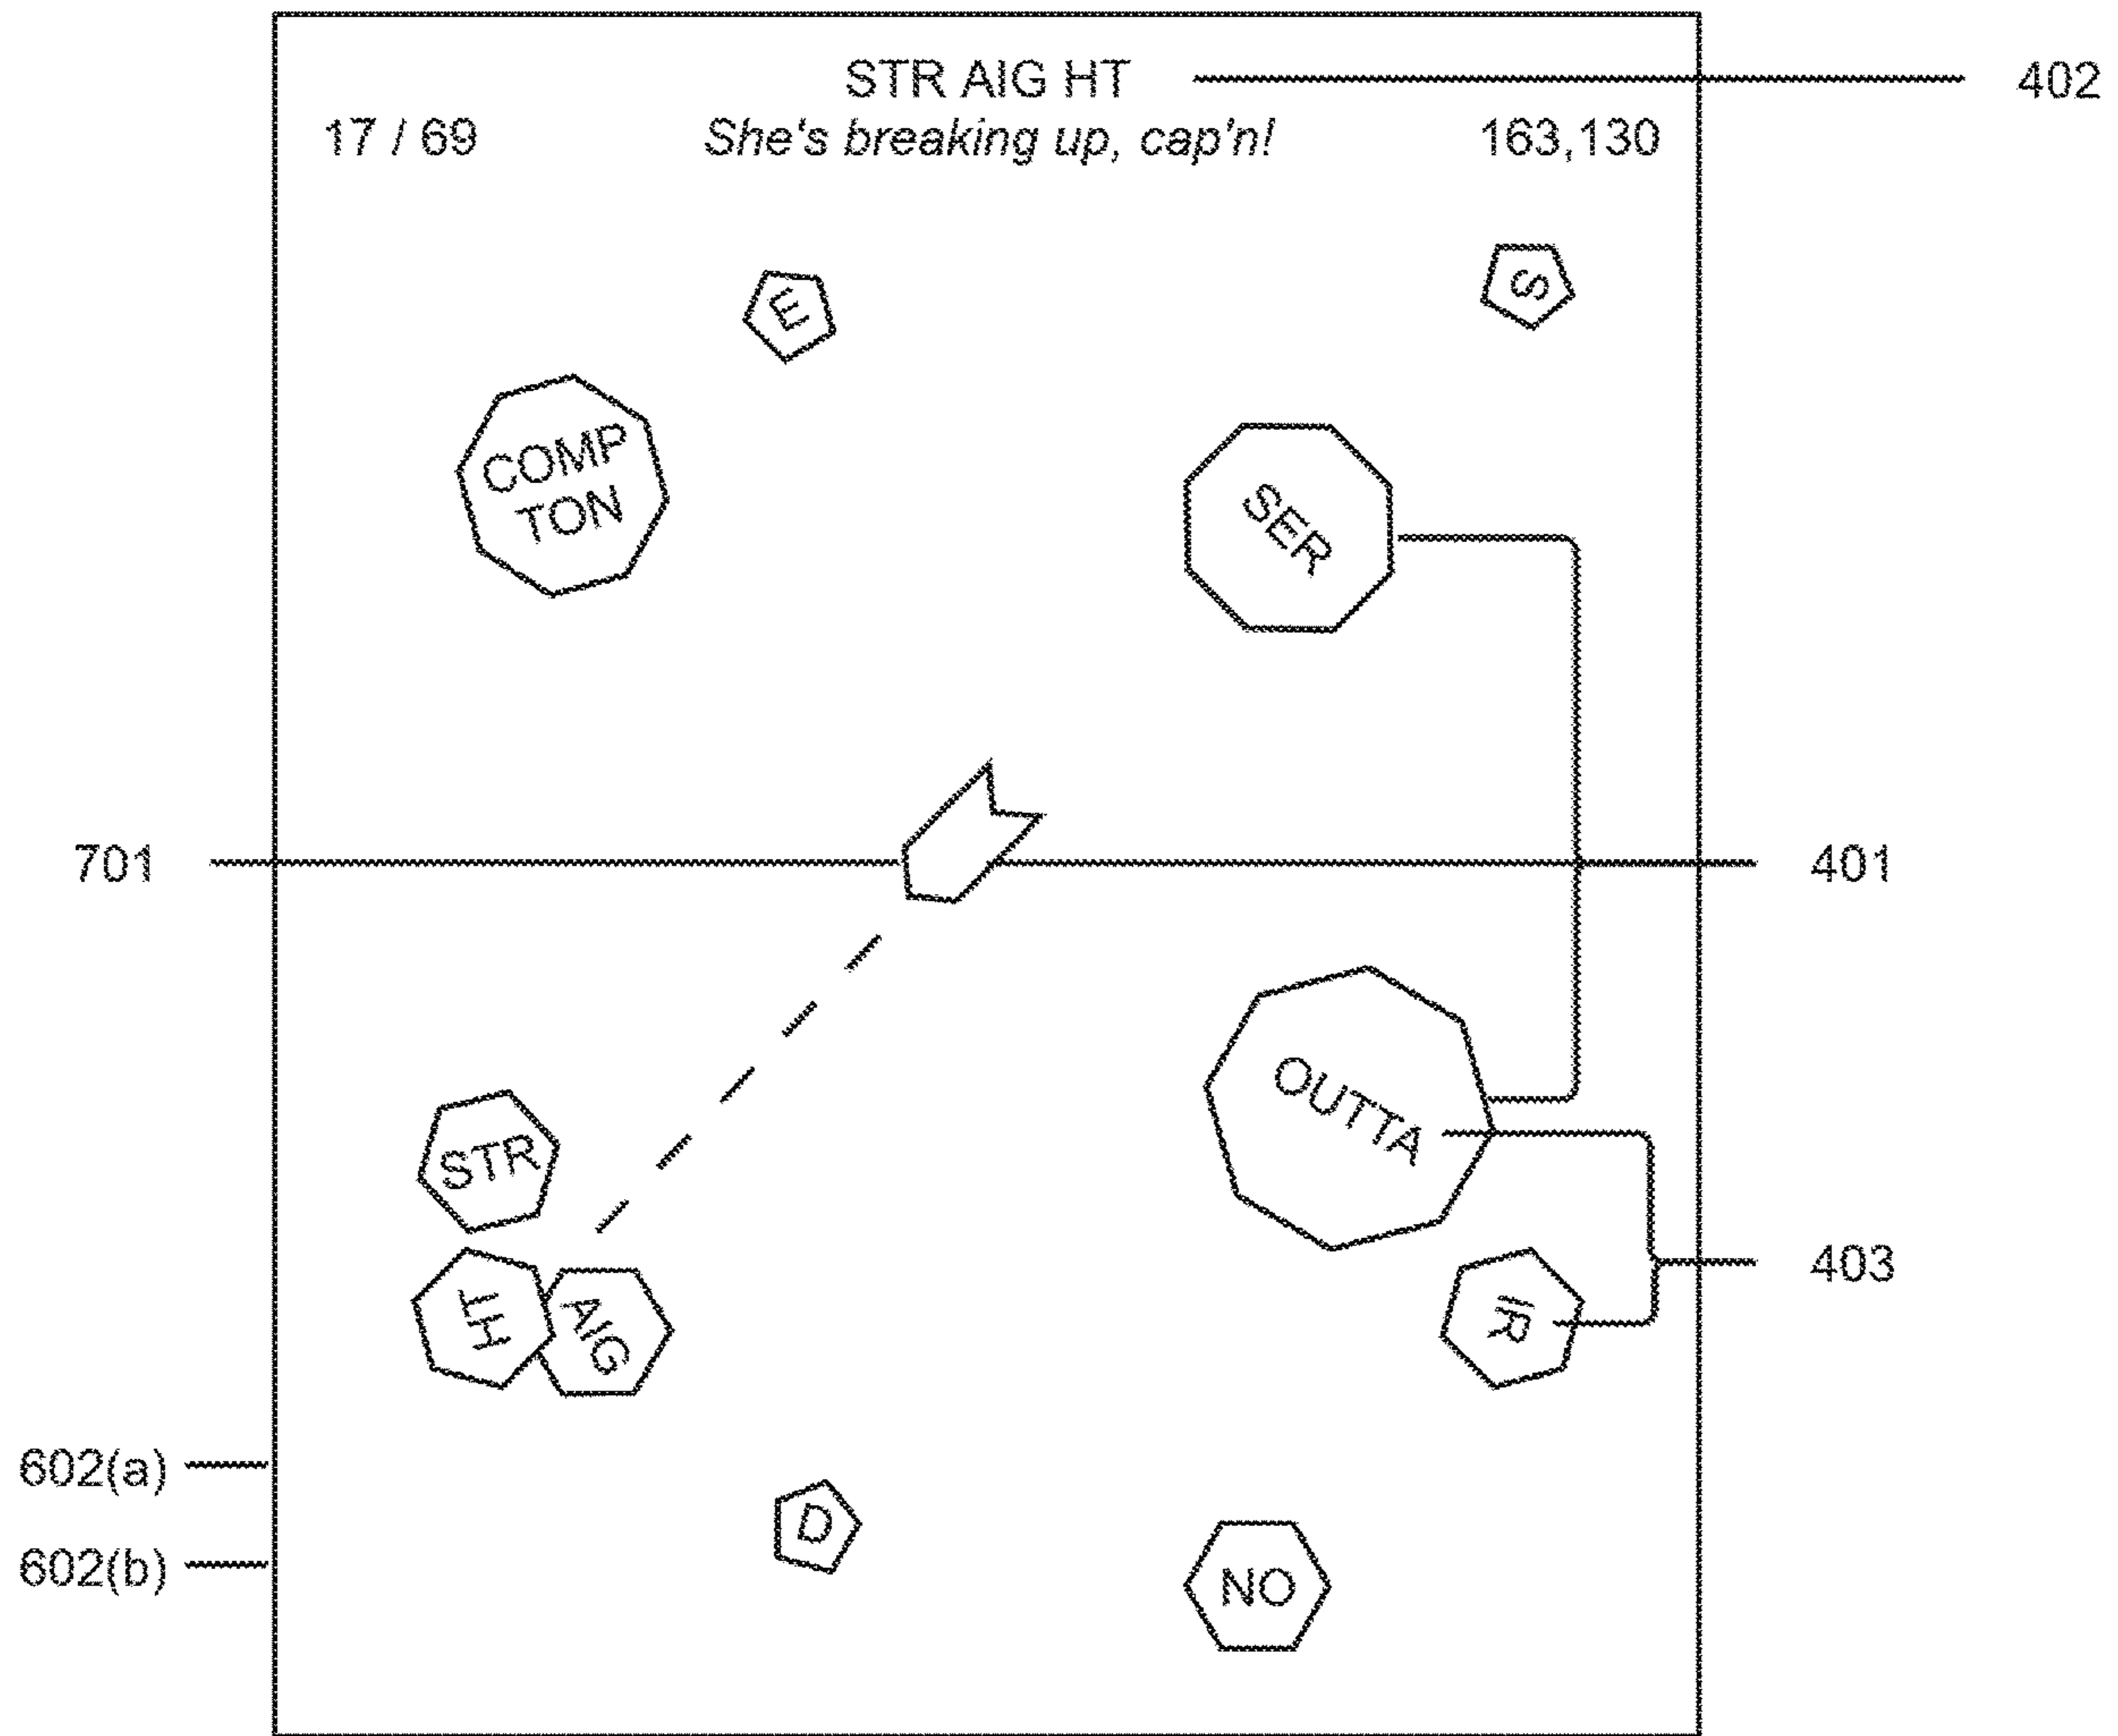 STR AIG HT
402
17 / 69
She's breaking up, cap'n!
163,130
E
S
COMP
TON
SER
701
401
OUTTA
STR
403
HT
AIG
IR
602(a)
D
602(b)
NO